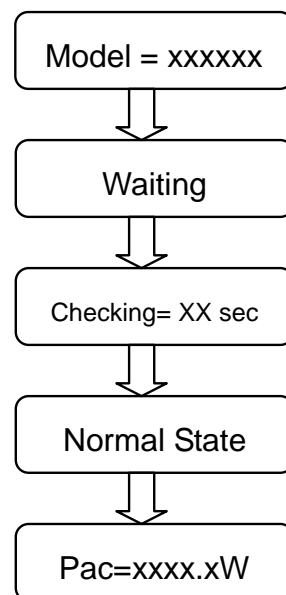 Model = xxxxxx
Waiting
Checking= XX sec
Normal State
Pac=xxxx.xW